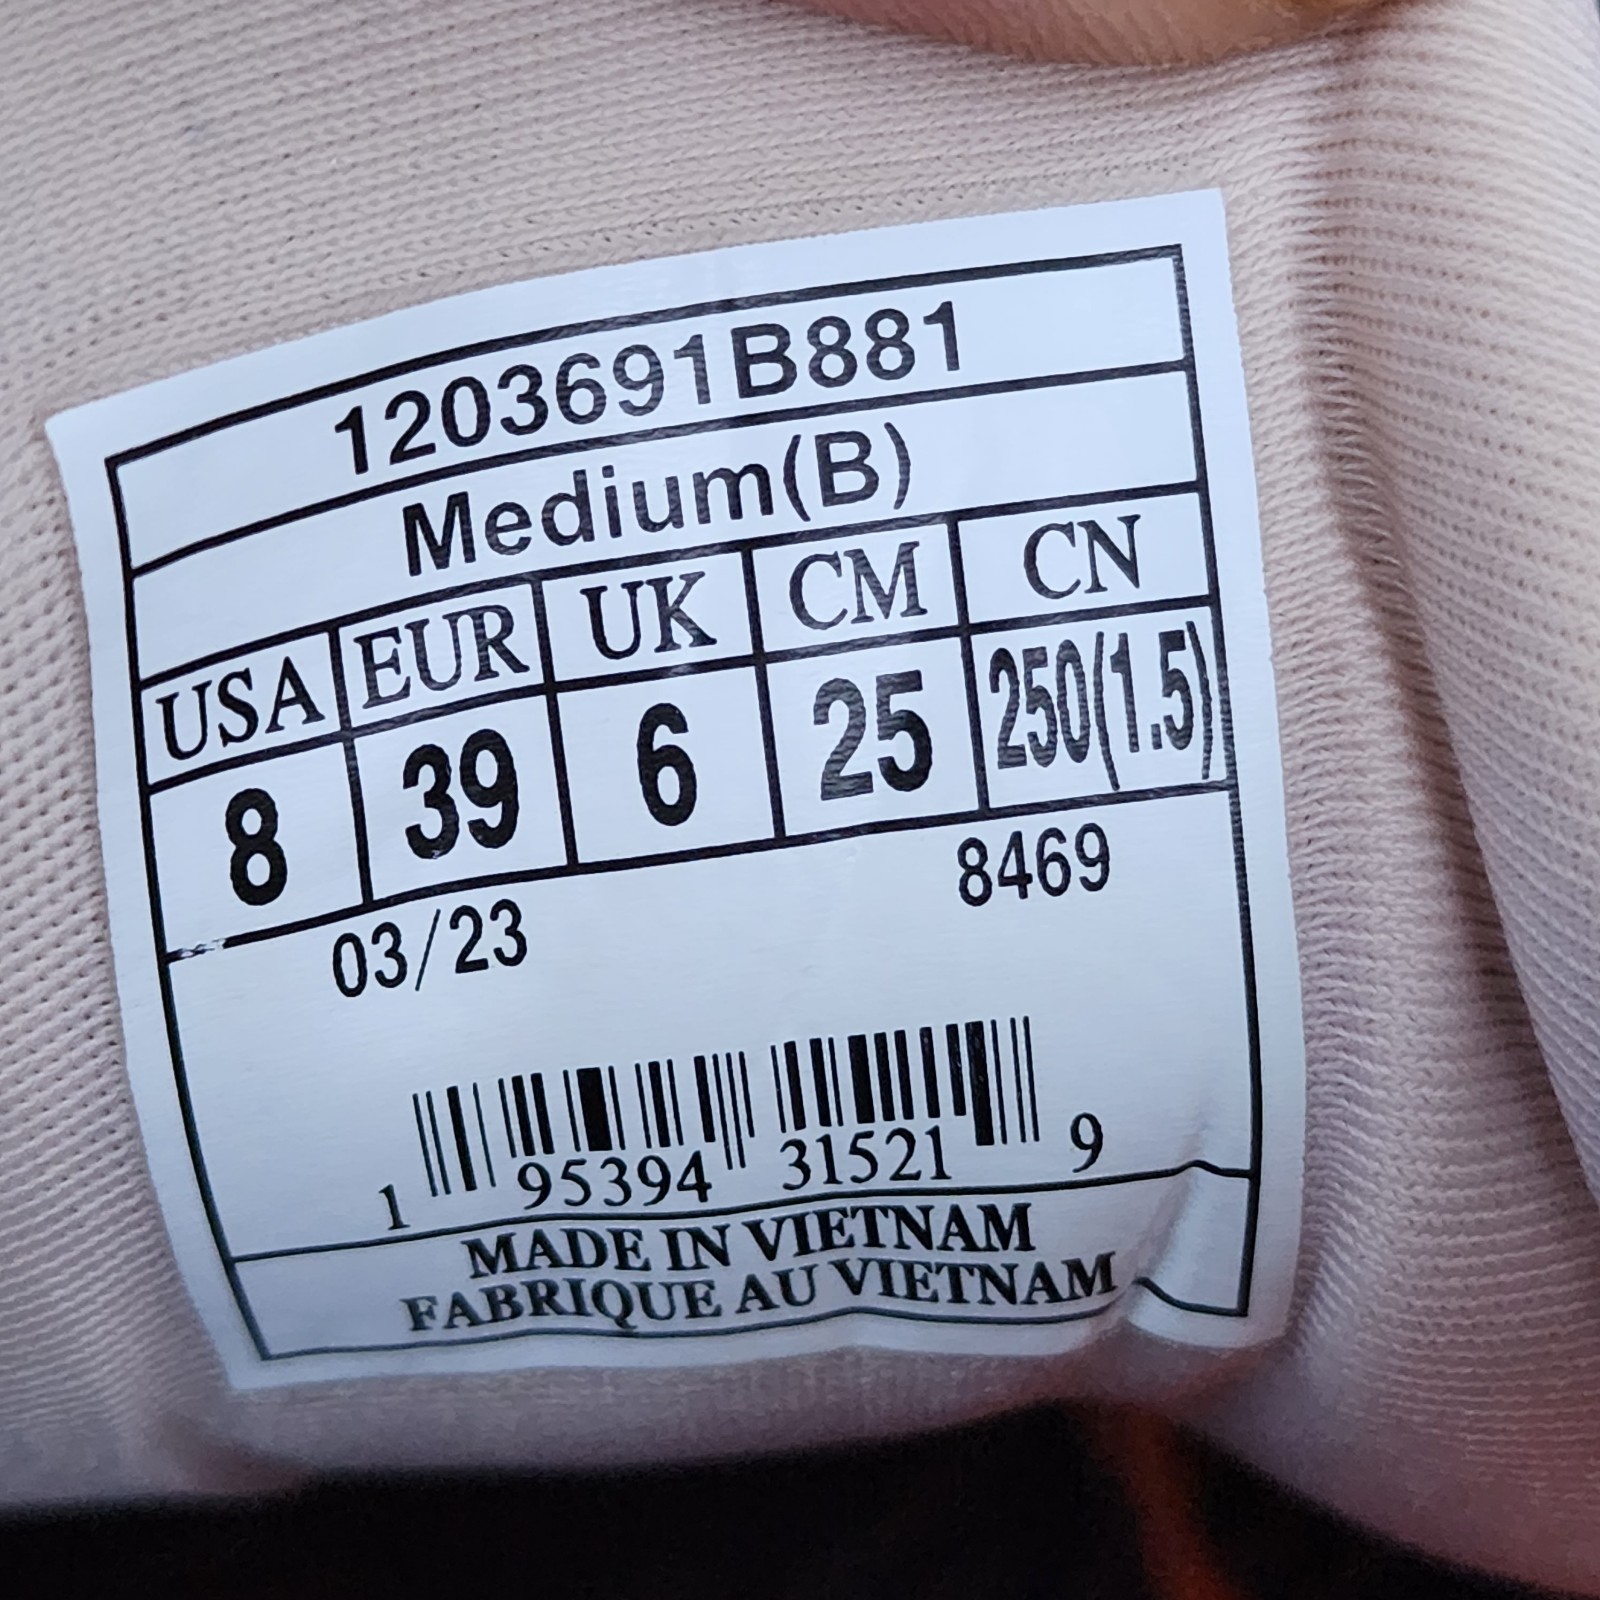 1203691B881
Medium(B)
USA EUR UK CM CN
8 39 6 25 250(1.5)
03/23 8469
1 95394 31521 9
MADE IN VIETNAM
FABRIQUE AU VIETNAM